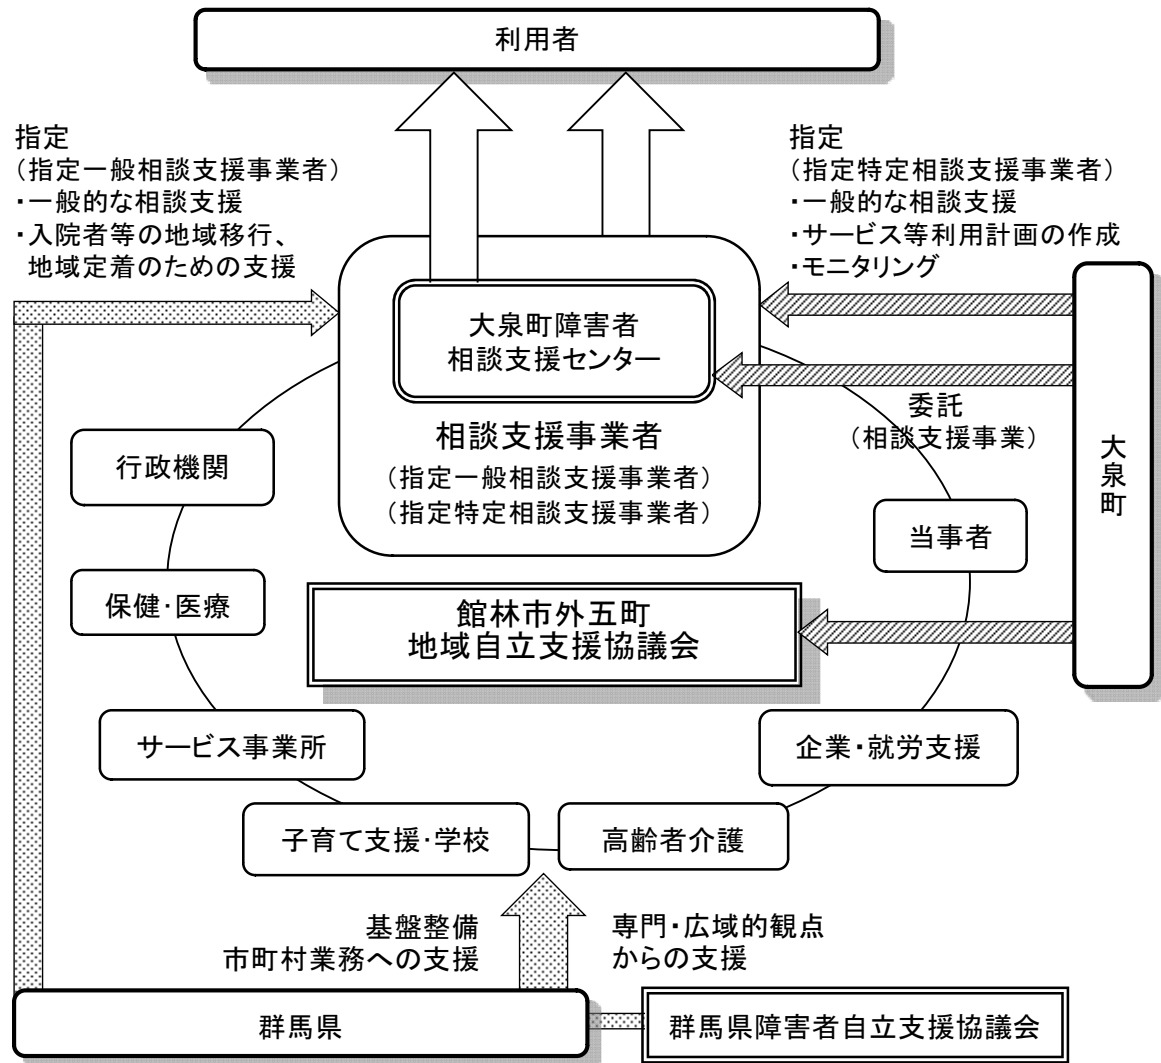 利用者
指定
（指定一般相談支援事業者）
・一般的な相談支援
・入院者等の地域移行、
地域定着のための支援
指定
（指定特定相談支援事業者）
・一般的な相談支援
・サービス等利用計画の作成
・モニタリング
大泉町障害者
相談支援センター
相談支援事業者
（指定一般相談支援事業者）
（指定特定相談支援事業者）
委託
（相談支援事業）
大泉町
行政機関
当事者
保健・医療
館林市外五町
地域自立支援協議会
サービス事業所
企業・就労支援
子育て支援・学校
高齢者介護
基盤整備
市町村業務への支援
専門・広域的観点
からの支援
群馬県
群馬県障害者自立支援協議会